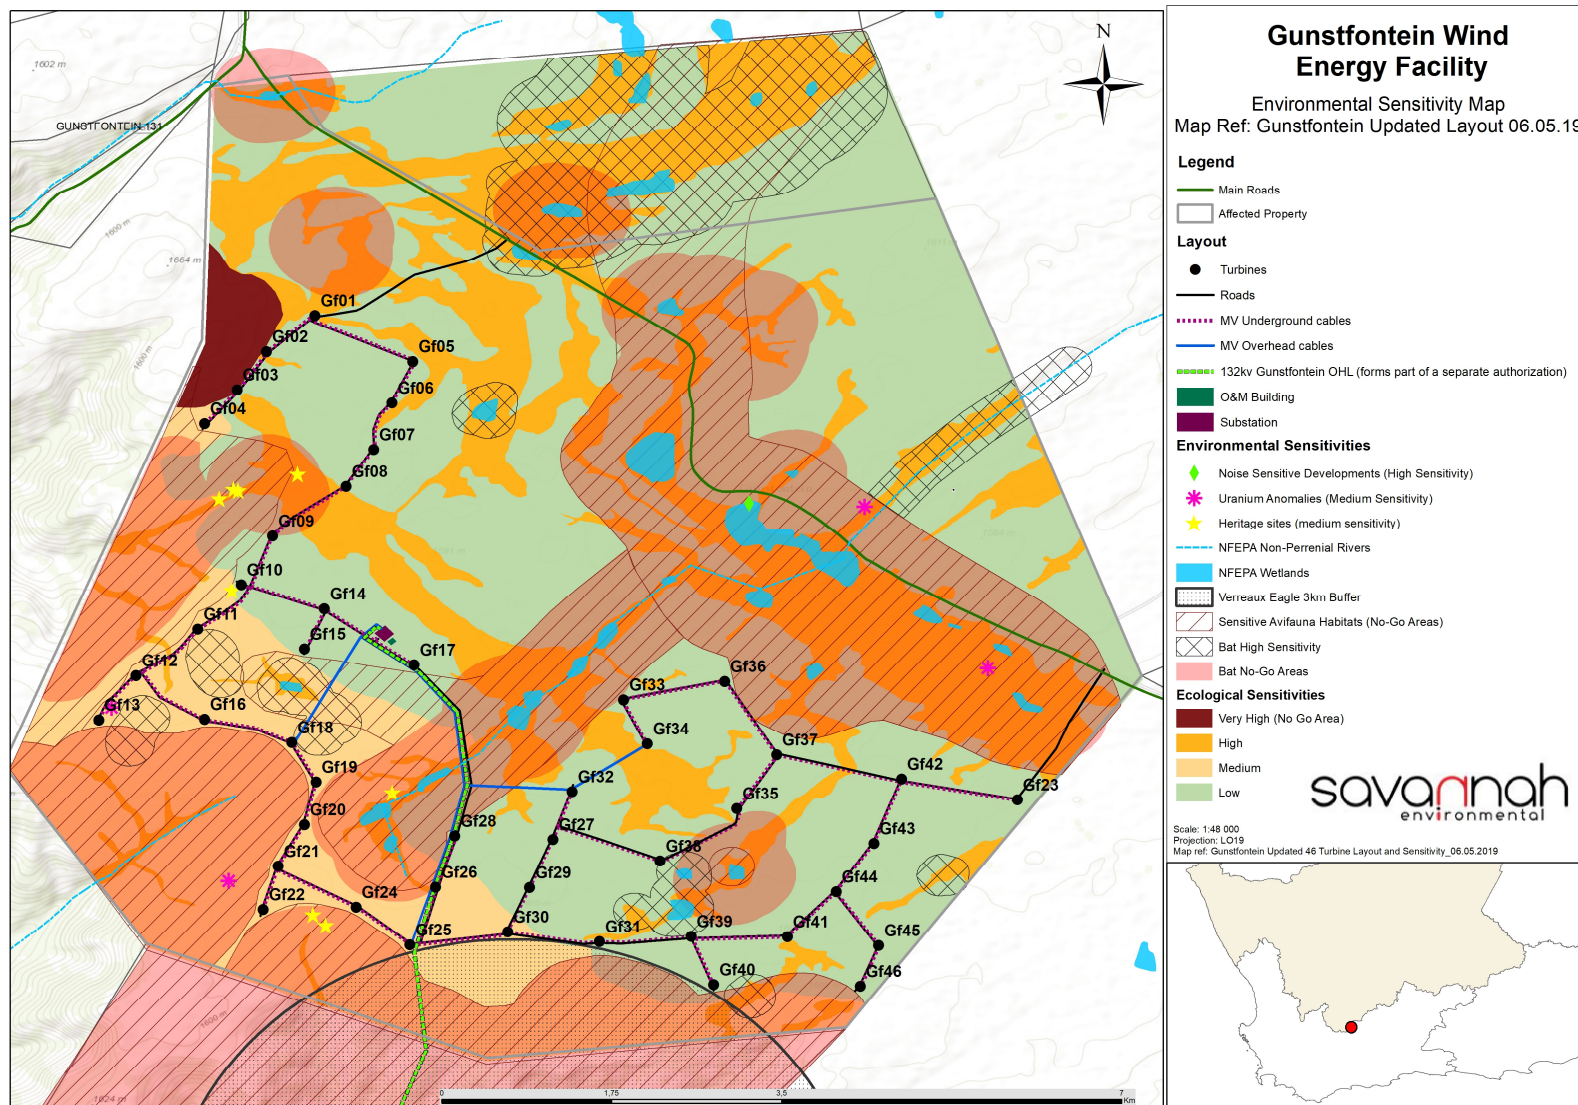 Gunstfontein Wind
Energy Facility
Environmental Sensitivity Map
Map Ref: Gunstfontein Updated Layout 06.05.19
Legend
Main Roads
Affected Property
Layout
Turbines
Roads
MV Underground cables
MV Overhead cables
132kv Gunstfontein OHL (forms part of a separate authorization)
O&M Building
Substation
Environmental Sensitivities
Noise Sensitive Developments (High Sensitivity)
Uranium Anomalies (Medium Sensitivity)
Heritage sites (medium sensitivity)
NFEPA Non-Perrenial Rivers
NFEPA Wetlands
Verreaux Eagle 3km Buffer
Sensitive Avifauna Habitats (No-Go Areas)
Bat High Sensitivity
Bat No-Go Areas
Ecological Sensitivities
Very High (No Go Area)
High
Medium
Low
savannah
environmental
Scale: 1:48 000
Projection: LO19
Map ref: Gunstfontein Updated 46 Turbine Layout and Sensitivity_06.05.2019
N
1602 m
GUNSTFONTEIN 131
1600 m
1664 m
1600 m
Gf01
Gf02
Gf05
Gf03
Gf06
Gf04
Gf07
Gf08
Gf09
Gf10
Gf14
Gf11
Gf15
Gf17
Gf12
Gf36
Gf13
Gf16
Gf33
Gf18
Gf34
Gf37
Gf19
Gf32
Gf42
Gf23
Gf20
Gf35
Gf28
Gf27
Gf43
Gf21
Gf38
Gf26
Gf29
Gf44
Gf22
Gf24
Gf30
Gf25
Gf31
Gf39
Gf41
Gf45
Gf40
Gf46
1600 m
1624 m
0
1,75
3,5
7
Km